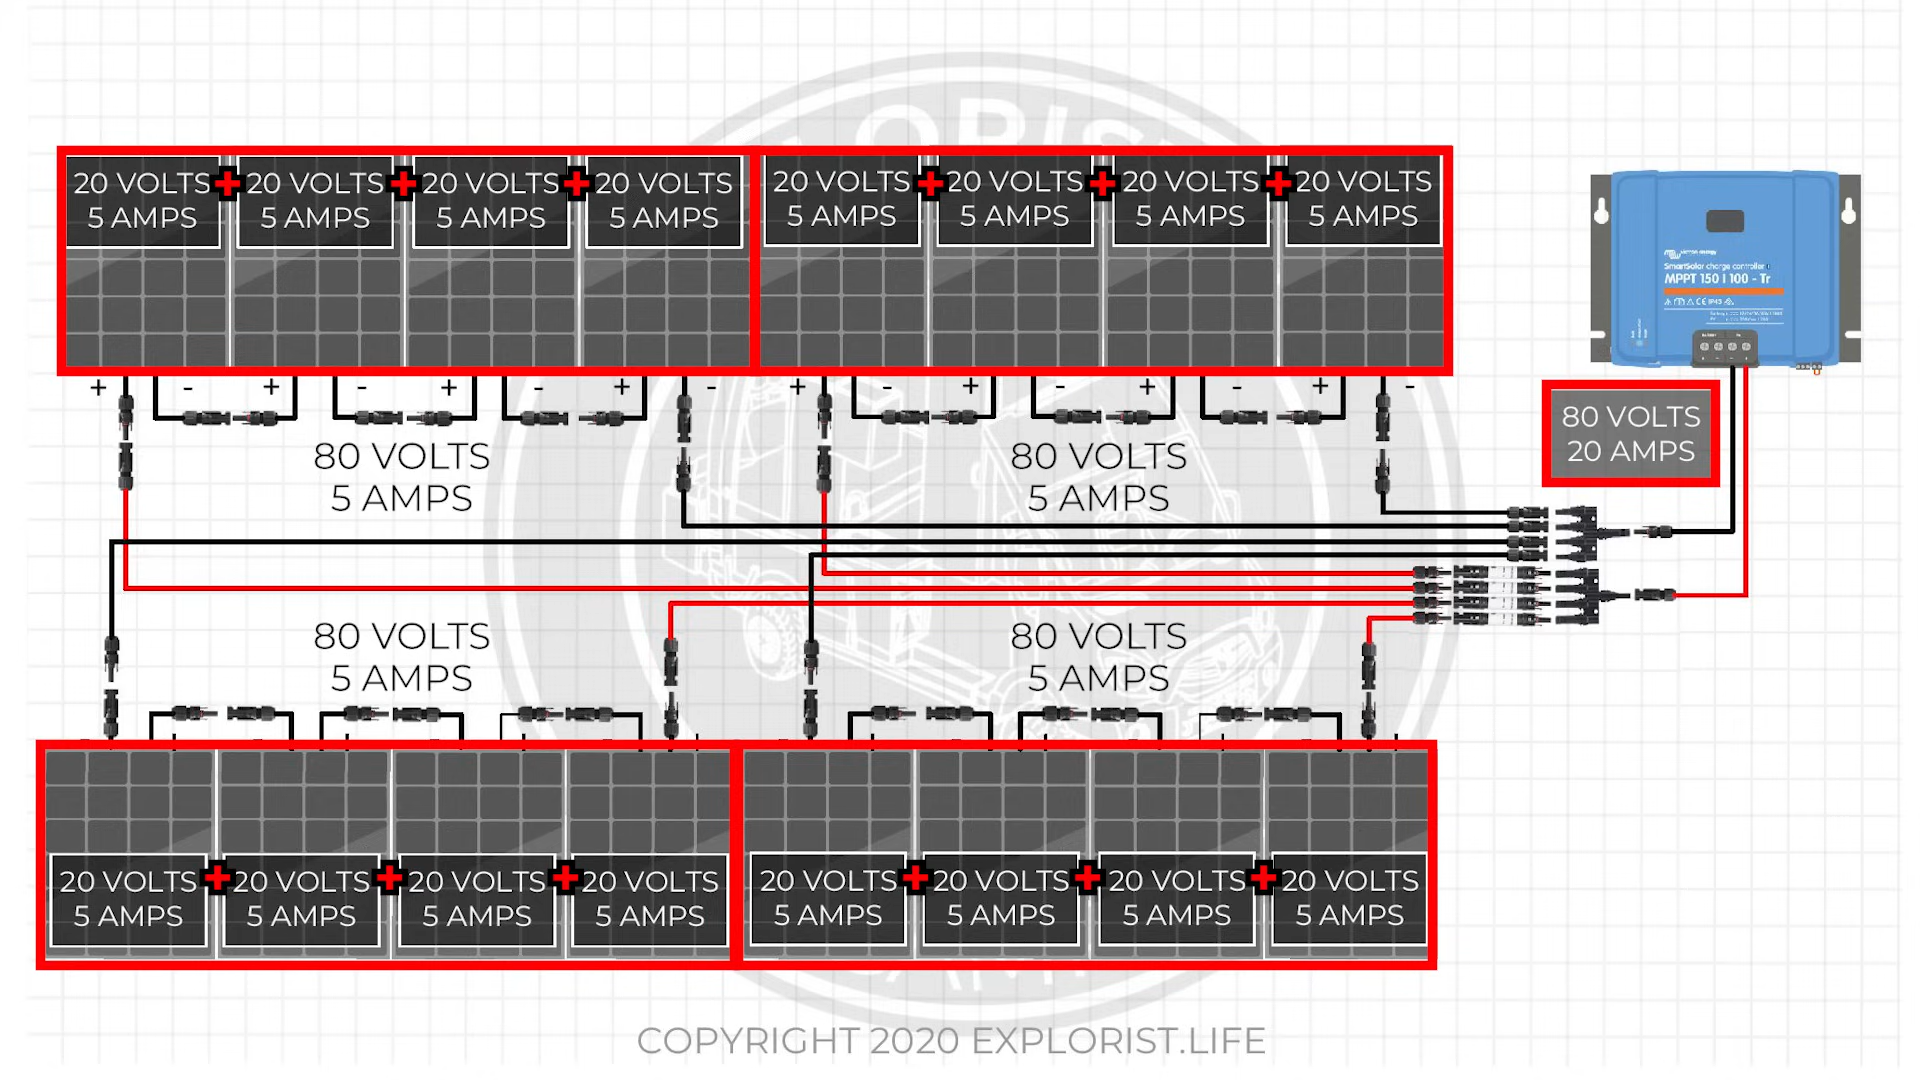 ORIS
20 VOLTS + 20 VOLTS + 20 VOLTS + 20 VOLTS
5 AMPS 5 AMPS 5 AMPS 5 AMPS
20 VOLTS + 20 VOLTS + 20 VOLTS + 20 VOLTS
5 AMPS 5 AMPS 5 AMPS 5 AMPS
victron energy
SmartSolar charge controller
MPPT 150 | 100 - Tr
+ - + - + - + -
+ - + - + - + -
80 VOLTS
20 AMPS
80 VOLTS
5 AMPS
80 VOLTS
5 AMPS
80 VOLTS
5 AMPS
80 VOLTS
5 AMPS
20 VOLTS + 20 VOLTS + 20 VOLTS + 20 VOLTS
5 AMPS 5 AMPS 5 AMPS 5 AMPS
20 VOLTS + 20 VOLTS + 20 VOLTS + 20 VOLTS
5 AMPS 5 AMPS 5 AMPS 5 AMPS
COPYRIGHT 2020 EXPLORIST.LIFE